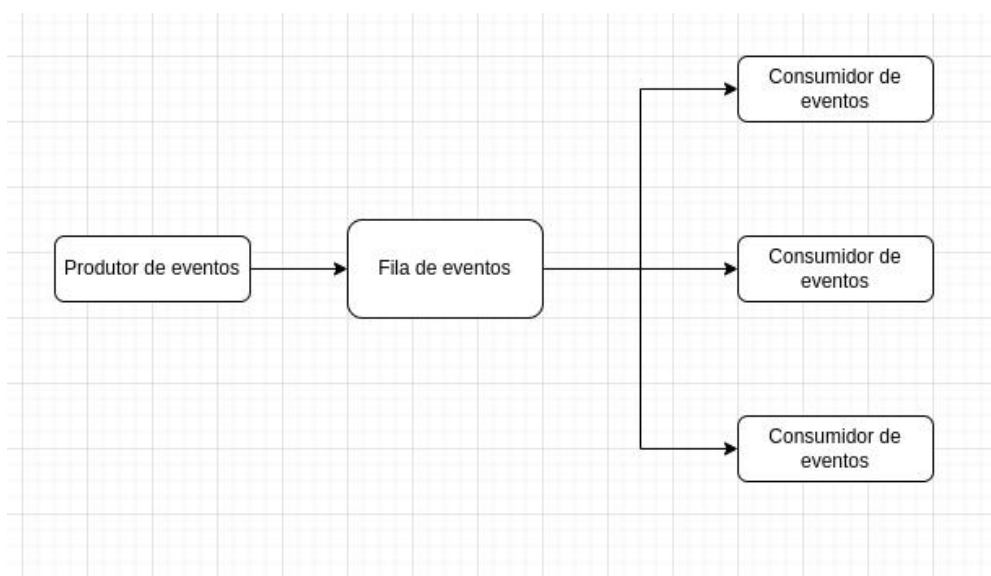 Consumidor de
eventos
Produtor de eventos
Fila de eventos
Consumidor de
eventos
Consumidor de
eventos